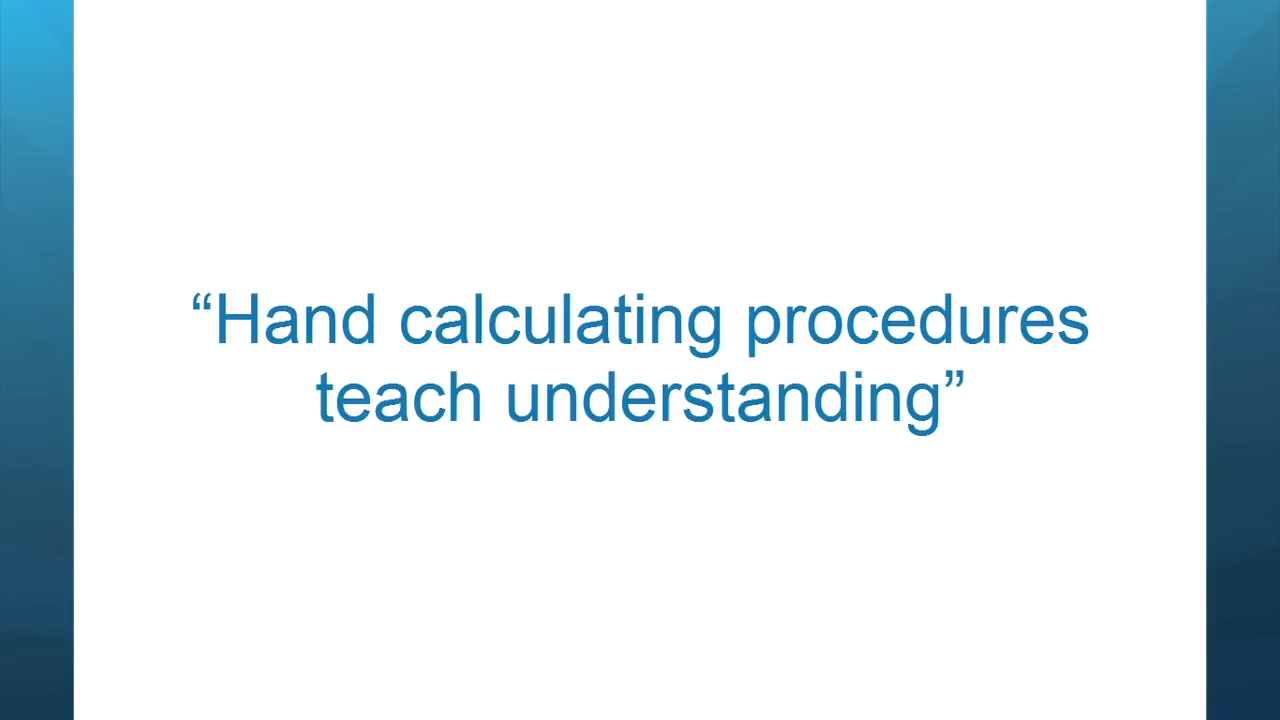 “Hand calculating procedures
teach understanding”